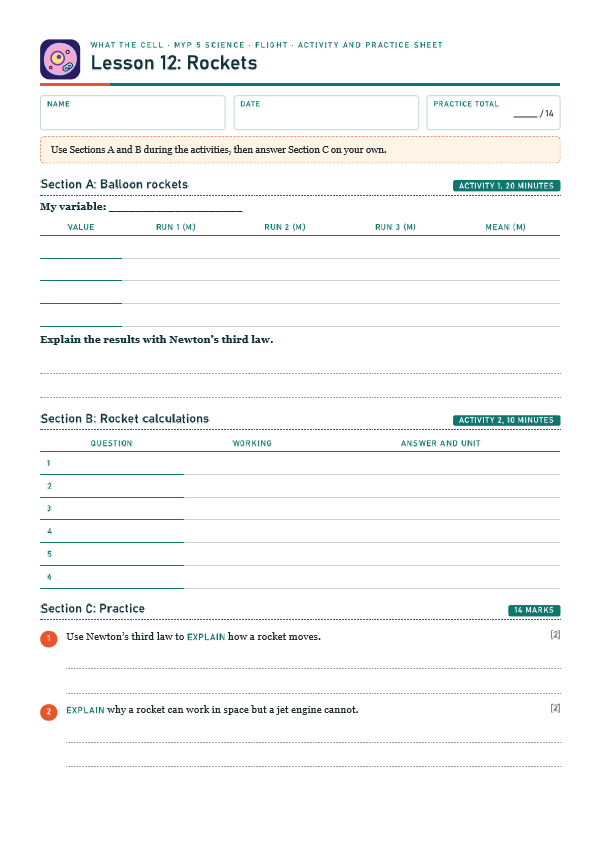 WHAT THE CELL · MYP 5 SCIENCE · FLIGHT · ACTIVITY AND PRACTICE SHEET
Lesson 12: Rockets
NAME
DATE
PRACTICE TOTAL
_____ / 14
Use Sections A and B during the activities, then answer Section C on your own.
Section A: Balloon rockets
ACTIVITY 1, 20 MINUTES
My variable: ______________________
VALUE RUN 1 (M) RUN 2 (M) RUN 3 (M) MEAN (M)
Explain the results with Newton's third law.
Section B: Rocket calculations
ACTIVITY 2, 10 MINUTES
QUESTION WORKING ANSWER AND UNIT
1
2
3
4
5
6
Section C: Practice
14 MARKS
1 Use Newton's third law to EXPLAIN how a rocket moves. [2]
2 EXPLAIN why a rocket can work in space but a jet engine cannot. [2]